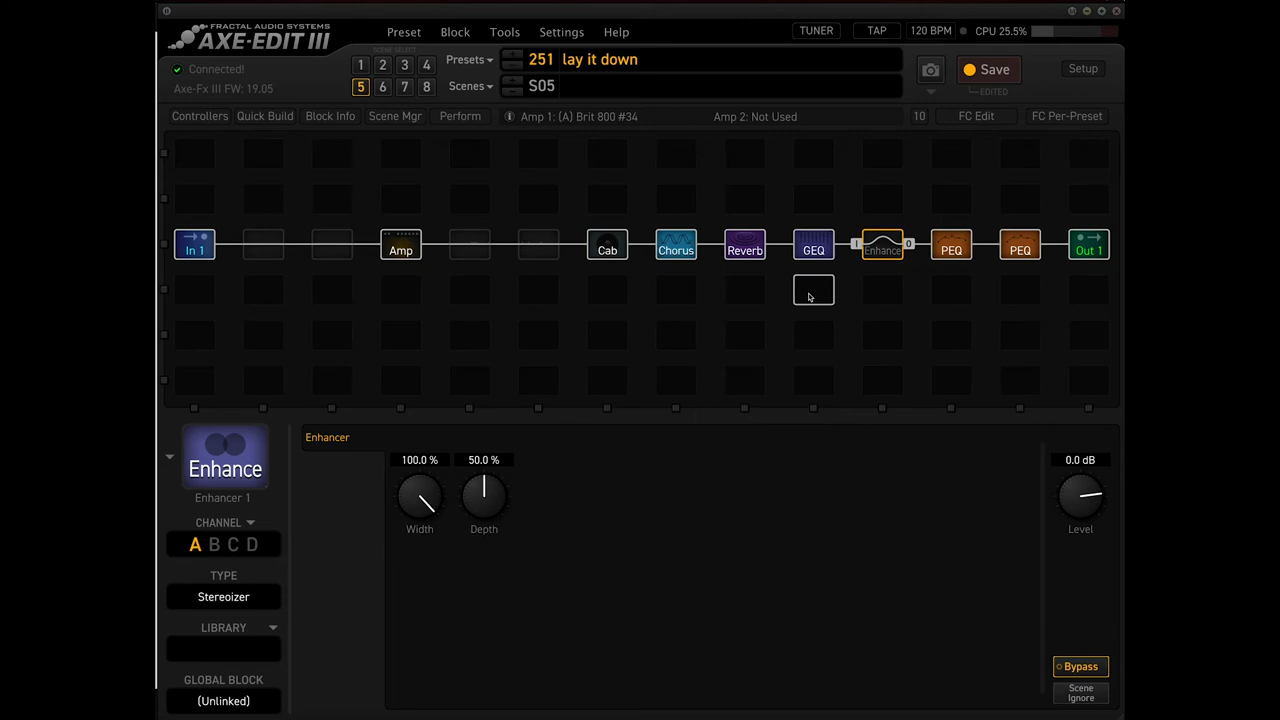 FRACTAL AUDIO SYSTEMS
AXE-EDIT III
Preset Block Tools Settings Help
TUNER TAP 120 BPM CPU 25.5%
SCENE SELECT
1 2 3 4
5 6 7 8
Connected!
Axe-Fx III FW: 19.05
Presets 251 lay it down
Scenes S05
Save
EDITED
Setup
Controllers Quick Build Block Info Scene Mgr Perform
Amp 1: (A) Brit 800 #34 Amp 2: Not Used
10 FC Edit FC Per-Preset
In 1 Amp Cab Chorus Reverb GEQ I Enhance O PEQ PEQ Out 1
Enhance
Enhancer 1
CHANNEL
A B C D
TYPE
Stereoizer
LIBRARY
GLOBAL BLOCK
(Unlinked)
Enhancer
100.0 % 50.0 % 0.0 dB
Width Depth Level
Bypass
Scene
Ignore